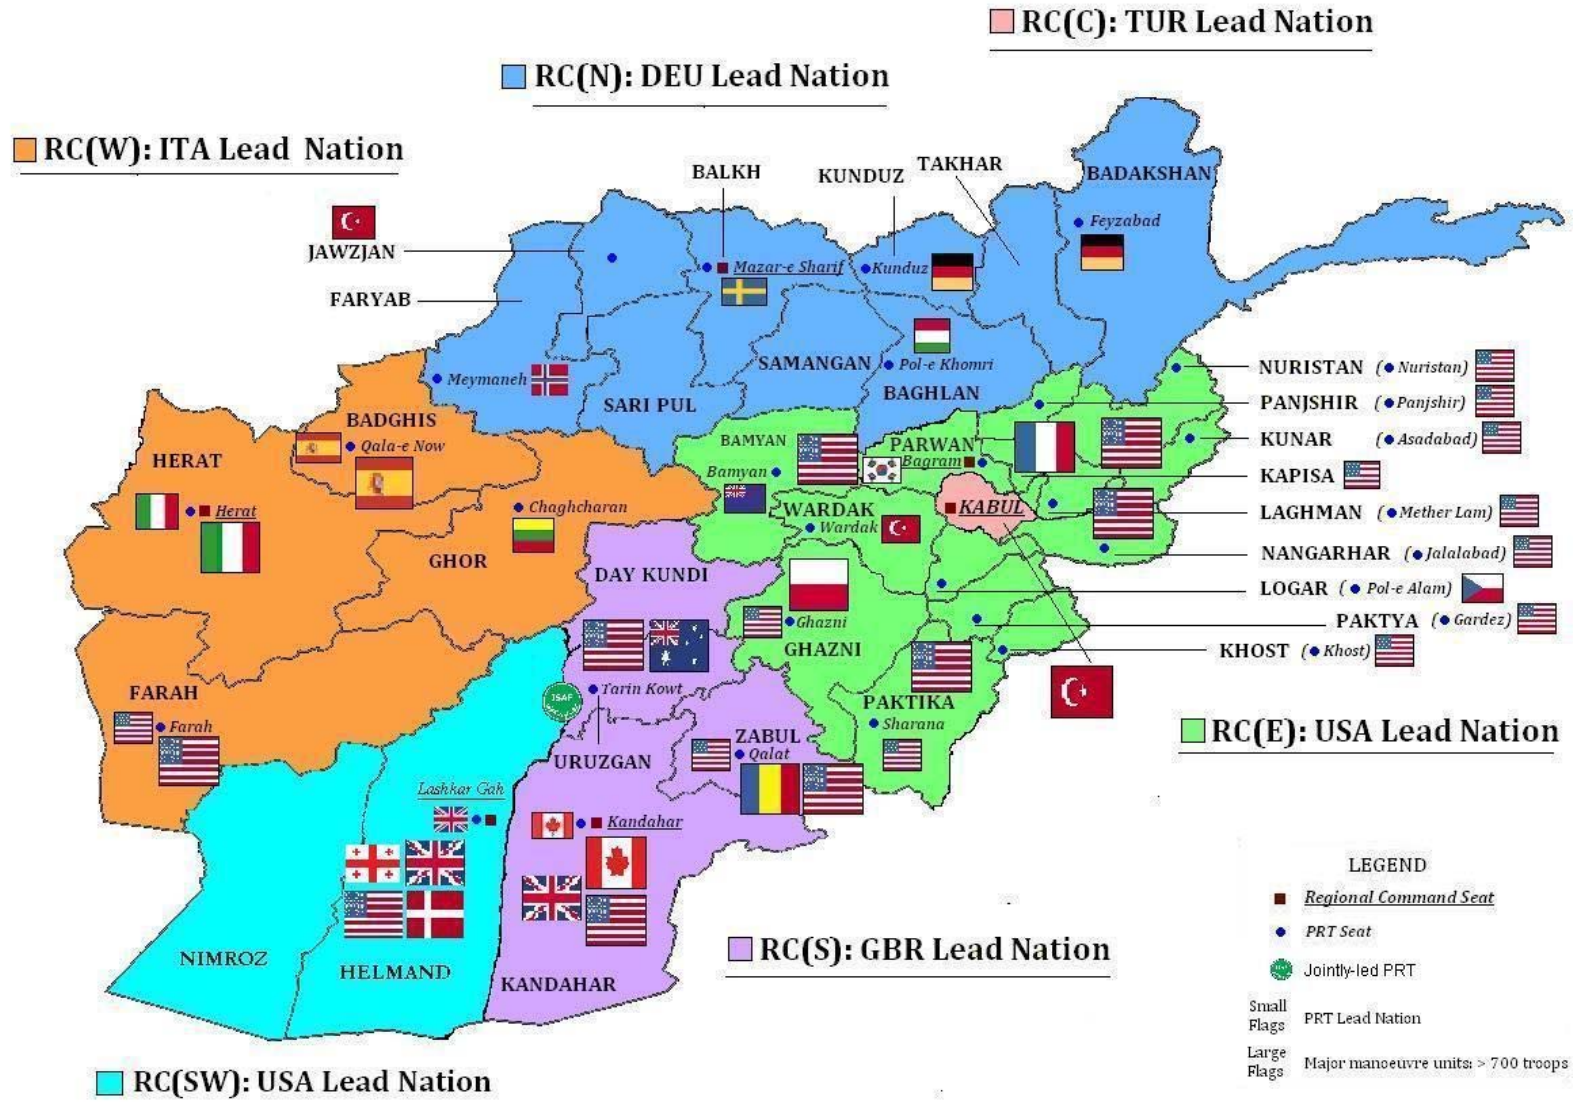 RC(C): TUR Lead Nation
RC(N): DEU Lead Nation
RC(W): ITA Lead Nation
BALKH
KUNDUZ
TAKHAR
BADAKSHAN
Feyzabad
JAWZJAN
Mazar-e Sharif
Kunduz
FARYAB
SAMANGAN
Pol-e Khomri
Meymaneh
SARI PUL
BAGHLAN
NURISTAN ( Nuristan)
PANJSHIR ( Panjshir)
KUNAR ( Asadabad)
KAPISA
LAGHMAN ( Mether Lam)
NANGARHAR ( Jalalabad)
LOGAR ( Pol-e Alam)
PAKTYA ( Gardez)
KHOST ( Khost)
BADGHIS
Qala-e Now
HERAT
Herat
Chaghcharan
GHOR
BAMYAN
Bamyan
PARWAN
Bagram
WARDAK
Wardak
KABUL
DAY KUNDI
Ghazni
GHAZNI
FARAH
Farah
ISAF
Tarin Kowt
URUZGAN
PAKTIKA
Sharana
ZABUL
Qalat
RC(E): USA Lead Nation
Lashkar Gah
Kandahar
NIMROZ
HELMAND
KANDAHAR
RC(S): GBR Lead Nation
RC(SW): USA Lead Nation
LEGEND
Regional Command Seat
PRT Seat
Jointly-led PRT
Small Flags PRT Lead Nation
Large Flags Major manoeuvre units: > 700 troops